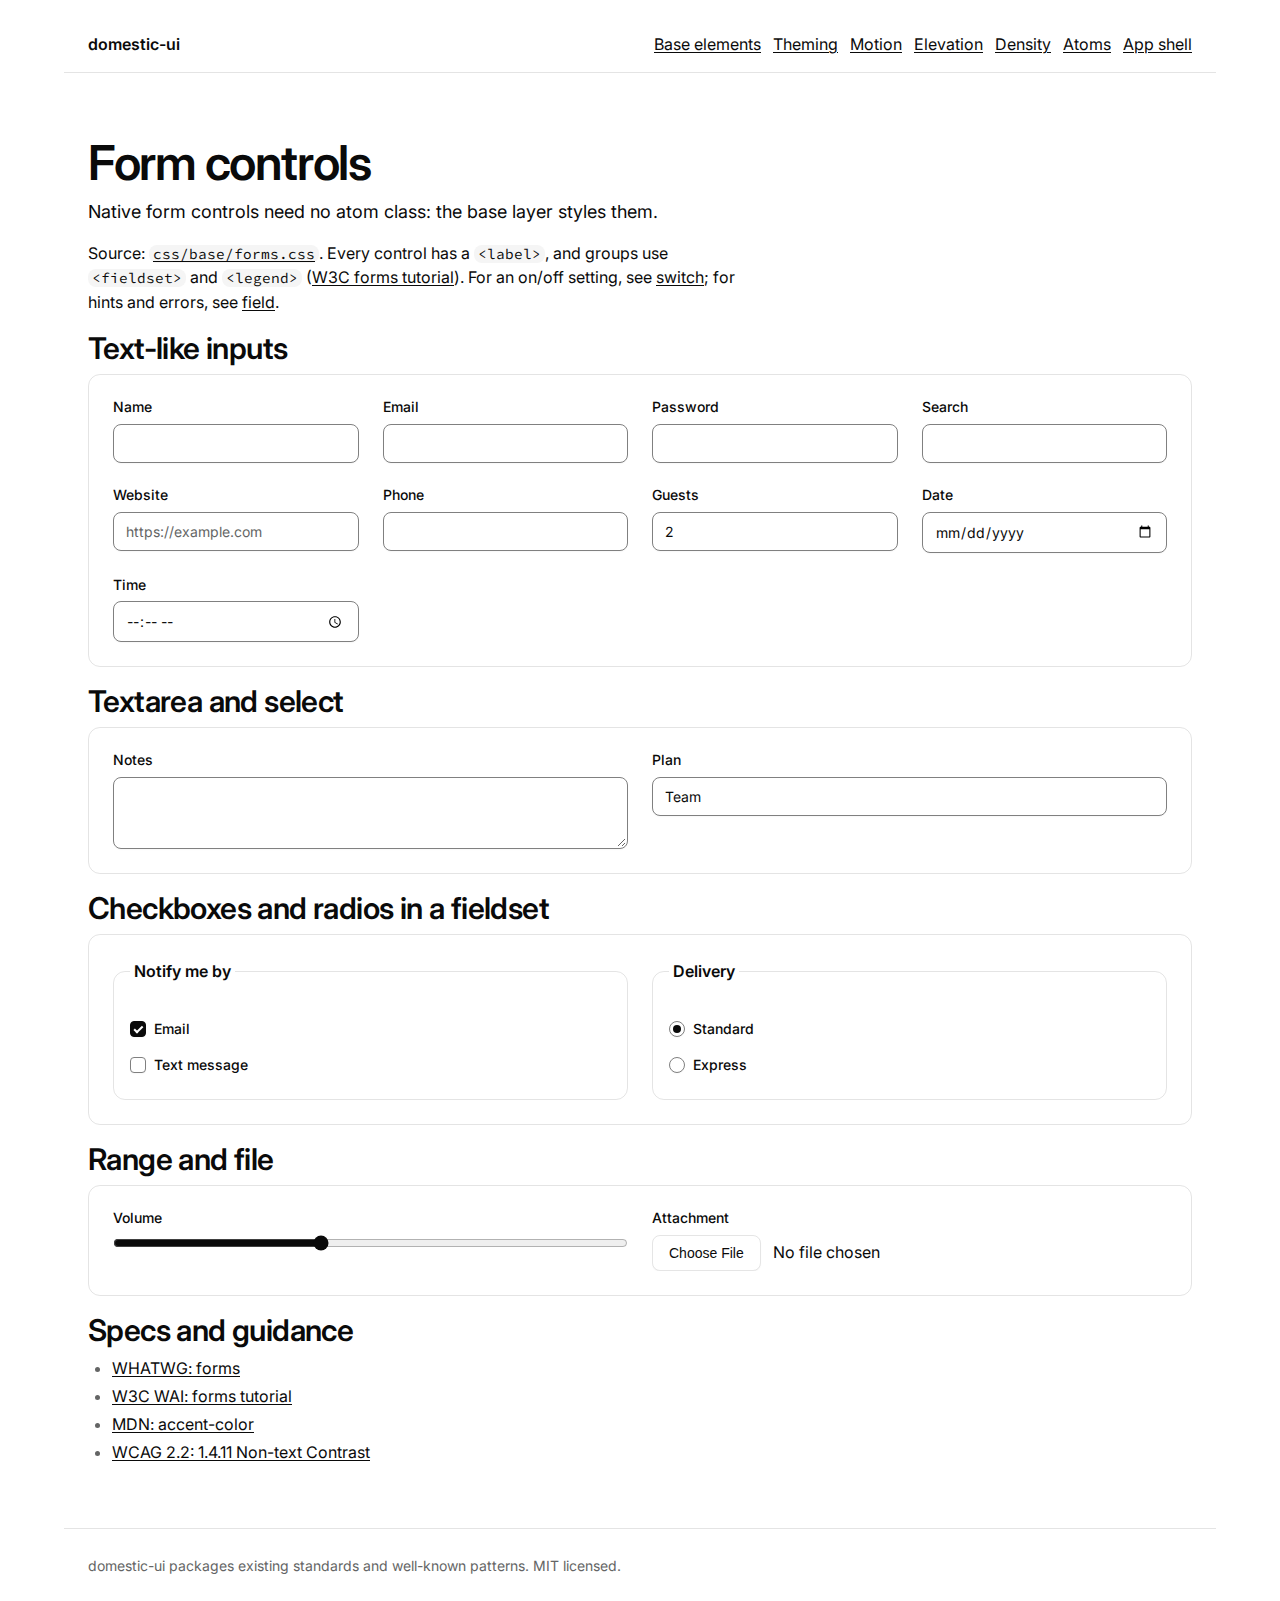 domestic-ui
Base elements Theming Motion Elevation Density Atoms App shell
Form controls
Native form controls need no atom class: the base layer styles them.
Source: css/base/forms.css . Every control has a <label>, and groups use
<fieldset> and <legend> (W3C forms tutorial). For an on/off setting, see switch; for
hints and errors, see field.
Text-like inputs
Name Email Password Search
Website Phone Guests Date
https://example.com 2 mm/dd/yyyy
Time
--:-- --
Textarea and select
Notes Plan
Team
Checkboxes and radios in a fieldset
Notify me by Delivery
Email Standard
Text message Express
Range and file
Volume Attachment
Choose File No file chosen
Specs and guidance
WHATWG: forms
W3C WAI: forms tutorial
MDN: accent-color
WCAG 2.2: 1.4.11 Non-text Contrast
domestic-ui packages existing standards and well-known patterns. MIT licensed.